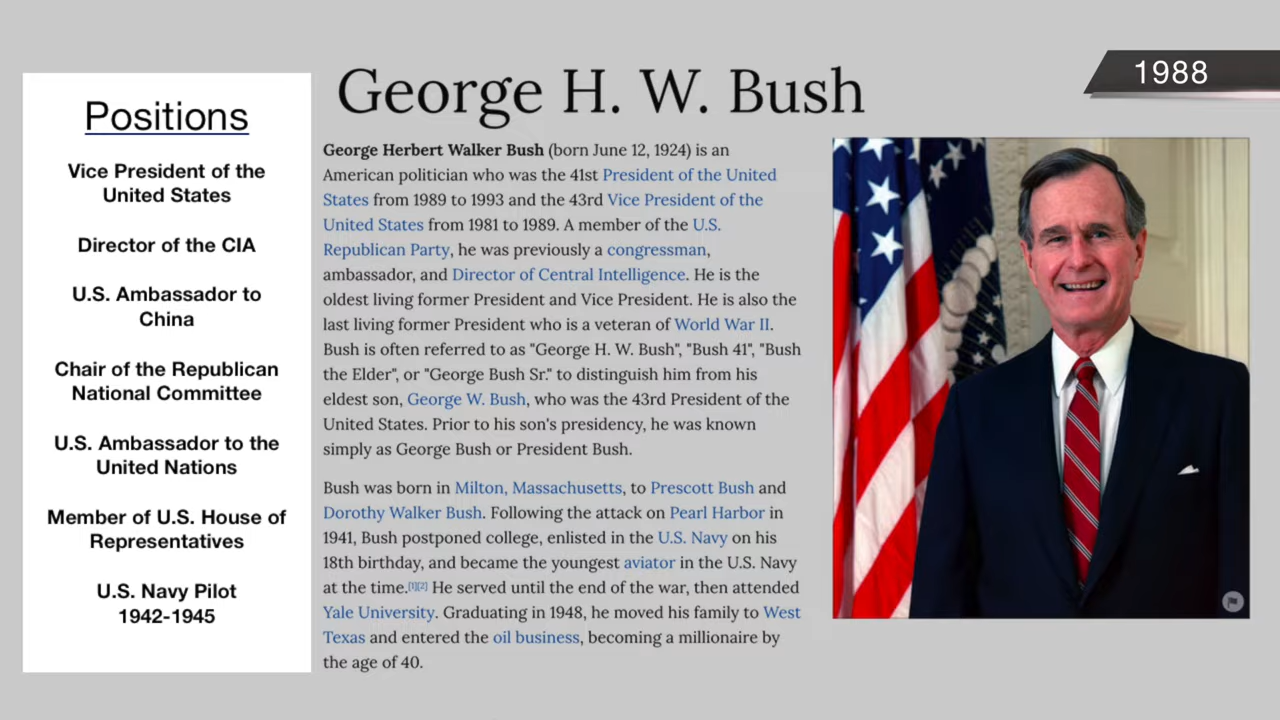 1988
George H. W. Bush
Positions
Vice President of the
United States
Director of the CIA
U.S. Ambassador to
China
Chair of the Republican
National Committee
U.S. Ambassador to the
United Nations
Member of U.S. House of
Representatives
U.S. Navy Pilot
1942-1945
George Herbert Walker Bush (born June 12, 1924) is an
American politician who was the 41st President of the United
States from 1989 to 1993 and the 43rd Vice President of the
United States from 1981 to 1989. A member of the U.S.
Republican Party, he was previously a congressman,
ambassador, and Director of Central Intelligence. He is the
oldest living former President and Vice President. He is also the
last living former President who is a veteran of World War II.
Bush is often referred to as "George H. W. Bush", "Bush 41", "Bush
the Elder", or "George Bush Sr." to distinguish him from his
eldest son, George W. Bush, who was the 43rd President of the
United States. Prior to his son's presidency, he was known
simply as George Bush or President Bush.
Bush was born in Milton, Massachusetts, to Prescott Bush and
Dorothy Walker Bush. Following the attack on Pearl Harbor in
1941, Bush postponed college, enlisted in the U.S. Navy on his
18th birthday, and became the youngest aviator in the U.S. Navy
at the time.[1][2] He served until the end of the war, then attended
Yale University. Graduating in 1948, he moved his family to West
Texas and entered the oil business, becoming a millionaire by
the age of 40.